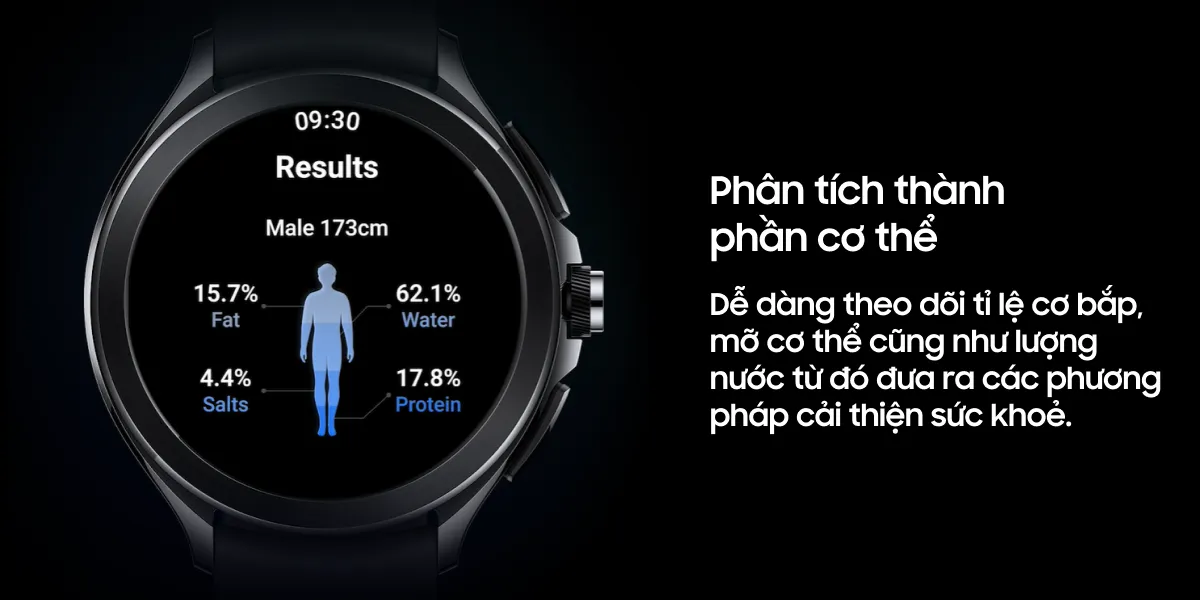 09:30
Results
Male 173cm
15.7%
Fat
62.1%
Water
4.4%
Salts
17.8%
Protein
Phân tích thành
phần cơ thể
Dễ dàng theo dõi tỉ lệ cơ bắp,
mỡ cơ thể cũng như lượng
nước từ đó đưa ra các phương
pháp cải thiện sức khoẻ.